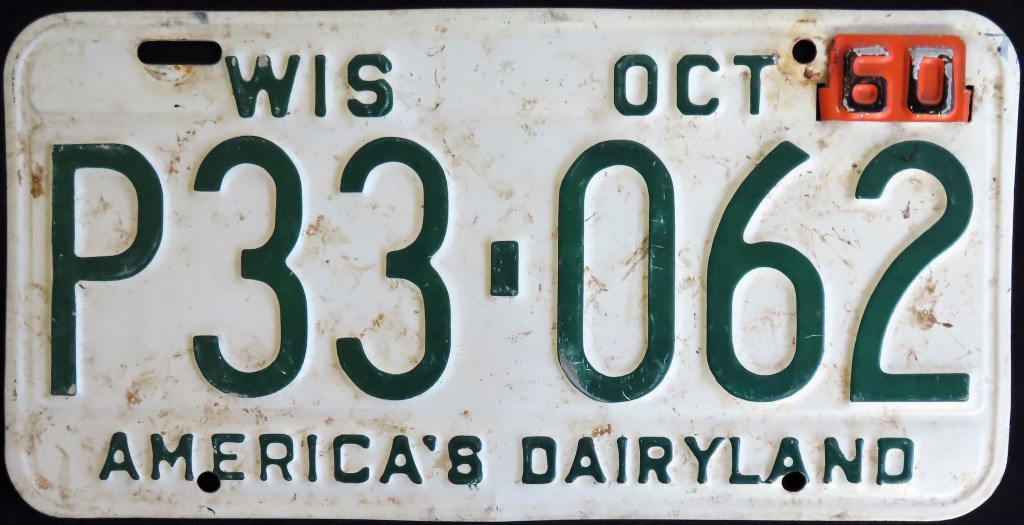 WIS OCT 60
P33-062
AMERICA'S DAIRYLAND